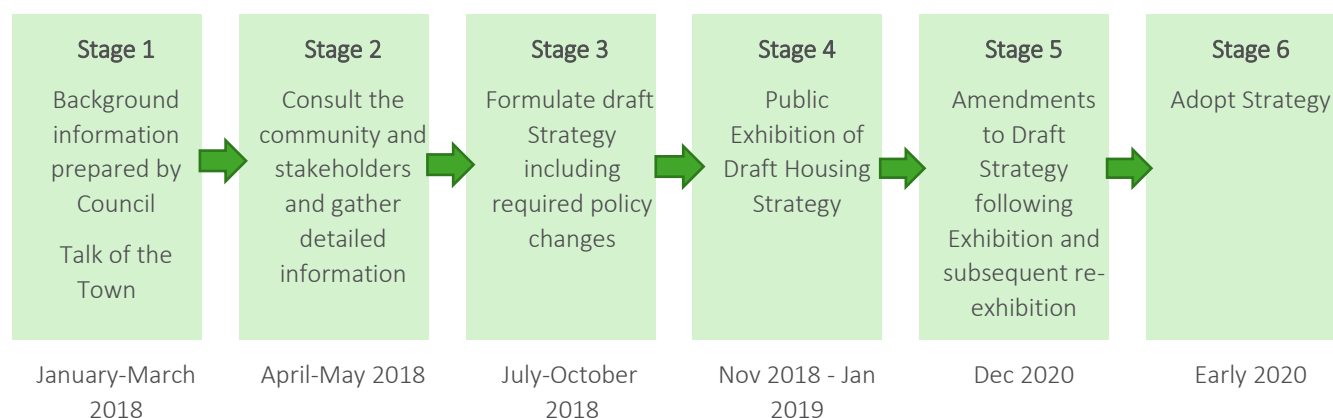 Stage 1
Background
information
prepared by
Council
Talk of the
Town
January-March
2018
Stage 2
Consult the
community and
stakeholders
and gather
detailed
information
April-May 2018
Stage 3
Formulate draft
Strategy
including
required policy
changes
July-October
2018
Stage 4
Public
Exhibition of
Draft Housing
Strategy
Nov 2018 - Jan
2019
Stage 5
Amendments
to Draft
Strategy
following
Exhibition and
subsequent re-
exhibition
Dec 2020
Stage 6
Adopt Strategy
Early 2020